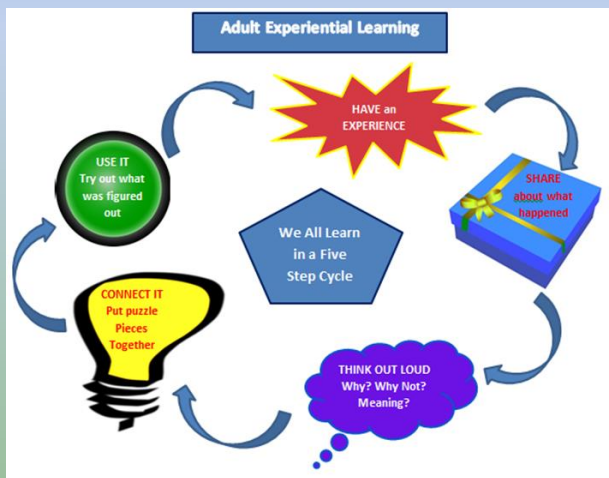 Adult Experiential Learning
HAVE an
EXPERIENCE
SHARE
about what
happened
THINK OUT LOUD
Why? Why Not?
Meaning?
CONNECT IT
Put puzzle
Pieces
Together
USE IT
Try out what
was figured
out
We All Learn
in a Five
Step Cycle